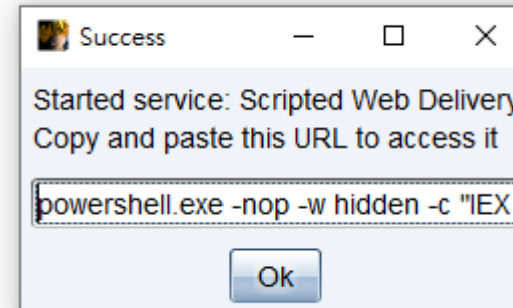 Success
Started service: Scripted Web Delivery
Copy and paste this URL to access it
powershell.exe -nop -w hidden -c "IEX
Ok